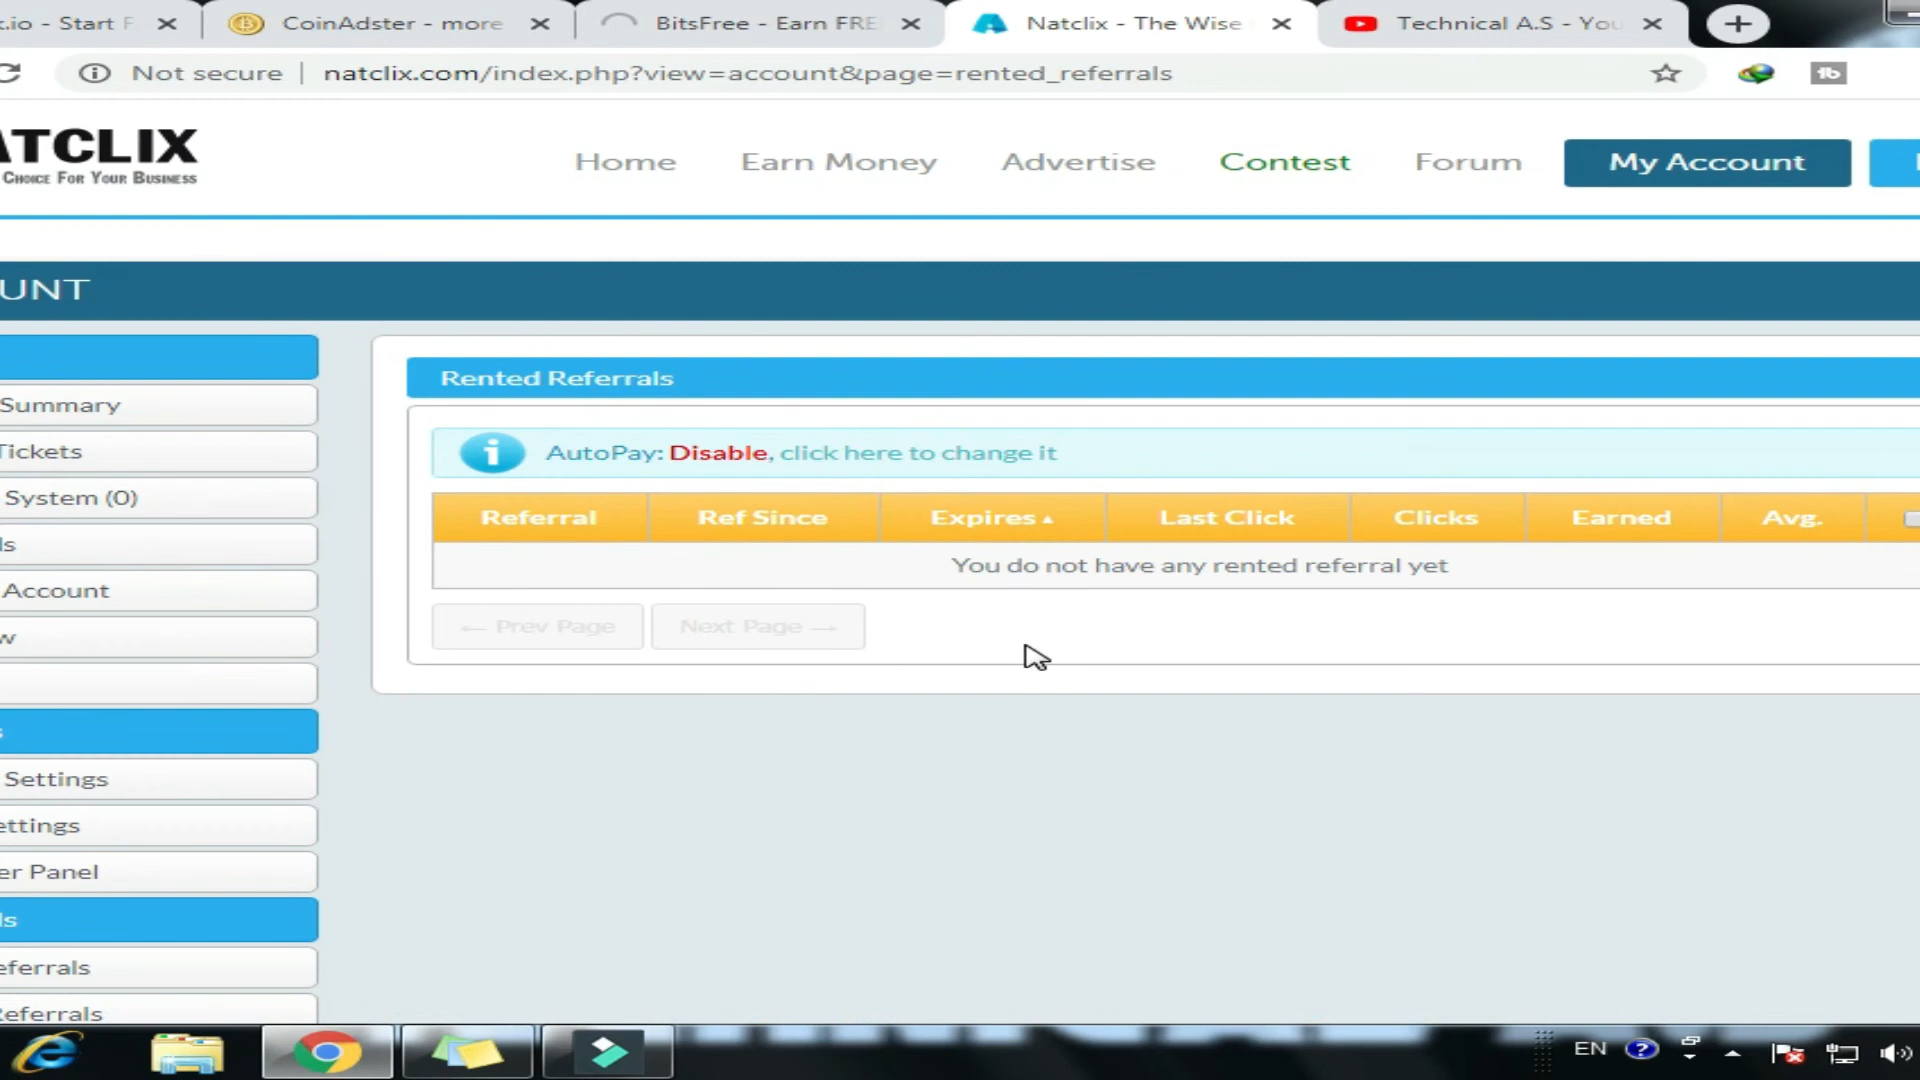 .io - Start F
CoinAdster - more
BitsFree - Earn FRE
Natclix - The Wise
Technical A.S - You
Not secure | natclix.com/index.php?view=account&page=rented_referrals
ATCLIX
CHOICE FOR YOUR BUSINESS
Home
Earn Money
Advertise
Contest
Forum
My Account
UNT
Summary
Tickets
System (0)
ls
Account
w
Settings
ettings
er Panel
ls
eferrals
Referrals
Rented Referrals
AutoPay: Disable, click here to change it
Referral
Ref Since
Expires
Last Click
Clicks
Earned
Avg.
You do not have any rented referral yet
← Prev Page
Next Page →
EN